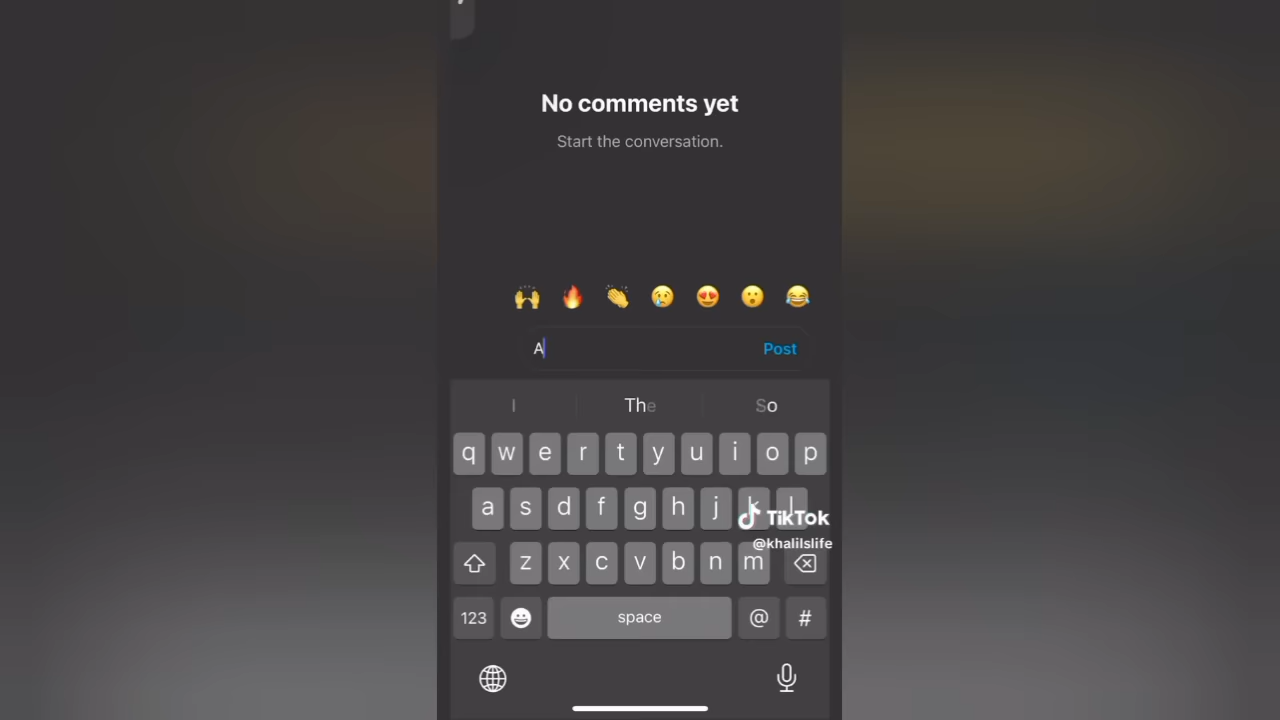 No comments yet
Start the conversation.
A
Post
I
The
So
q w e r t y u i o p
a s d f g h j k l
TikTok
@khalilslife
z x c v b n m
123
space
@
#